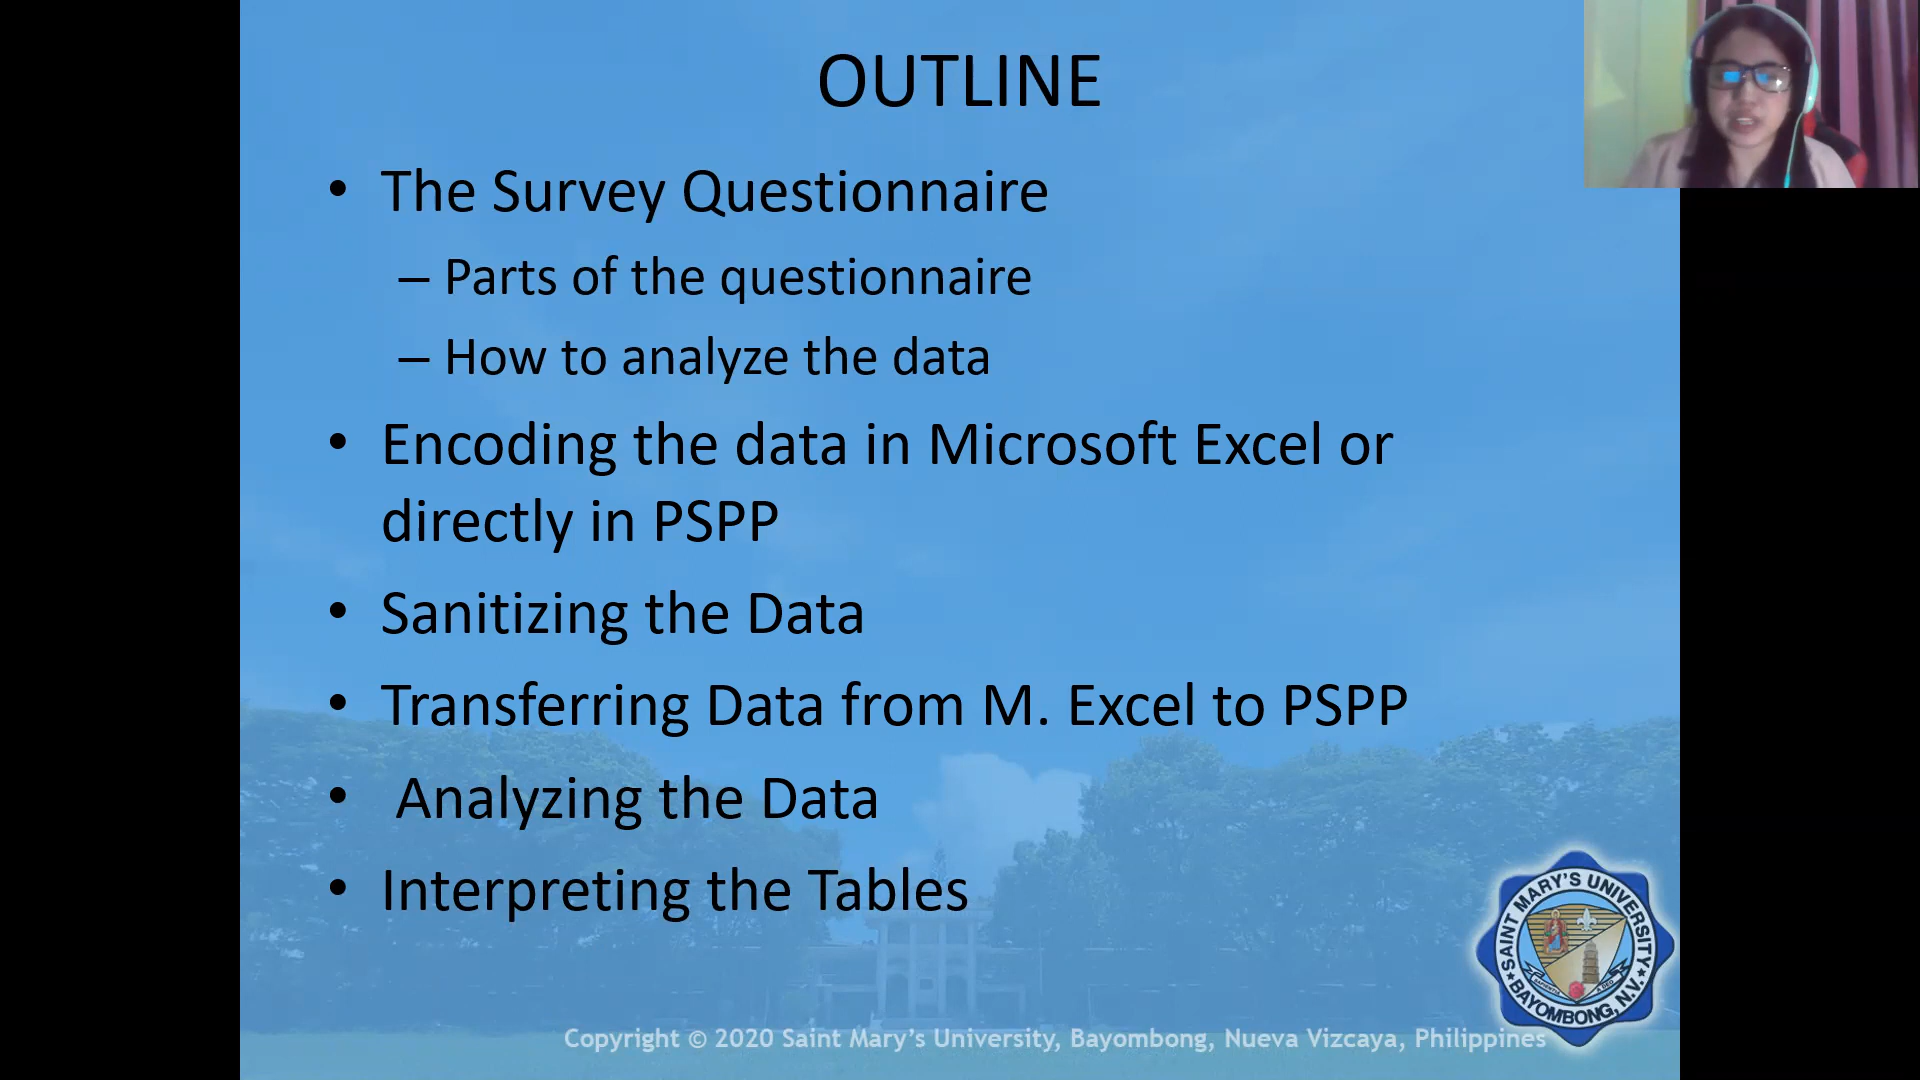 OUTLINE
• The Survey Questionnaire
– Parts of the questionnaire
– How to analyze the data
• Encoding the data in Microsoft Excel or
directly in PSPP
• Sanitizing the Data
• Transferring Data from M. Excel to PSPP
• Analyzing the Data
• Interpreting the Tables
SAINT MARY'S UNIVERSITY
BAYOMBONG, N.V.
Copyright © 2020 Saint Mary's University, Bayombong, Nueva Vizcaya, Philippines